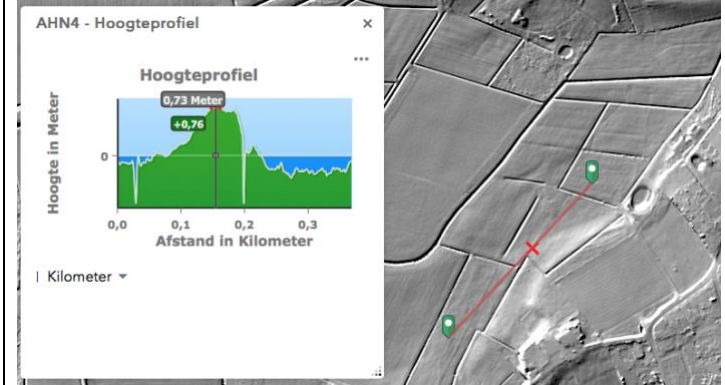 AHN4 - Hoogteprofiel ×
...
Hoogteprofiel
0,73 Meter
+0,76
Hoogte in Meter
0
0,0 0,1 0,2 0,3
Afstand in Kilometer
| Kilometer